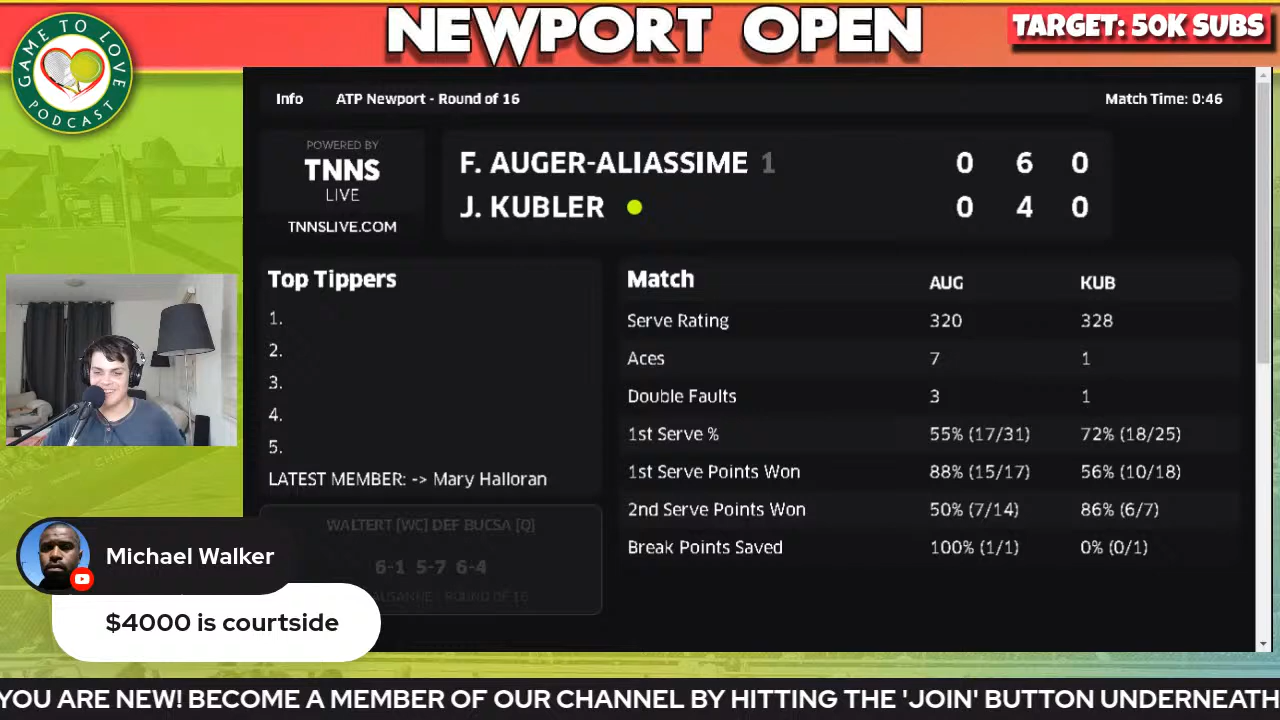 GAME TO LOVE
PODCAST
NEWPORT OPEN
TARGET: 50K SUBS
Info
ATP Newport - Round of 16
Match Time: 0:46
POWERED BY
TNNS
LIVE
TNNSLIVE.COM
F. AUGER-ALIASSIME 1 0 6 0
J. KUBLER 0 4 0
Top Tippers
1.
2.
3.
4.
5.
LATEST MEMBER: -> Mary Halloran
WALTERT [WC] DEF BUCSA [Q]
6-1 5-7 6-4
LAUSANNE - ROUND OF 16
Match AUG KUB
Serve Rating 320 328
Aces 7 1
Double Faults 3 1
1st Serve % 55% (17/31) 72% (18/25)
1st Serve Points Won 88% (15/17) 56% (10/18)
2nd Serve Points Won 50% (7/14) 86% (6/7)
Break Points Saved 100% (1/1) 0% (0/1)
Michael Walker
$4000 is courtside
YOU ARE NEW! BECOME A MEMBER OF OUR CHANNEL BY HITTING THE 'JOIN' BUTTON UNDERNEATH